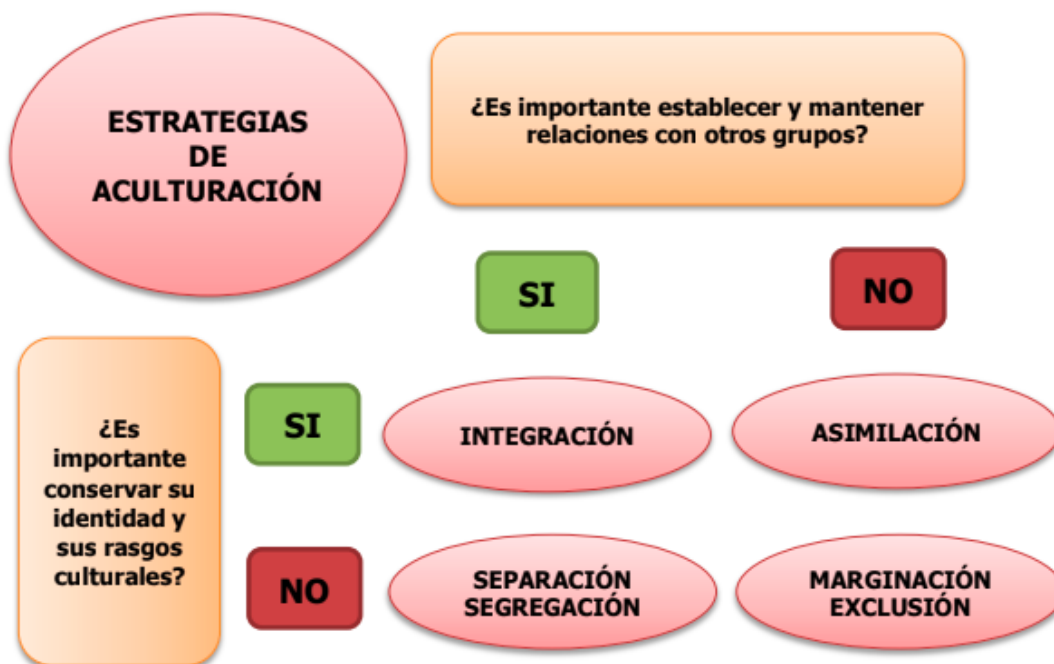 ESTRATEGIAS
DE
ACULTURACIÓN
¿Es importante establecer y mantener
relaciones con otros grupos?
SI
NO
¿Es
importante
conservar su
identidad y
sus rasgos
culturales?
SI
INTEGRACIÓN
ASIMILACIÓN
NO
SEPARACIÓN
SEGREGACIÓN
MARGINACIÓN
EXCLUSIÓN